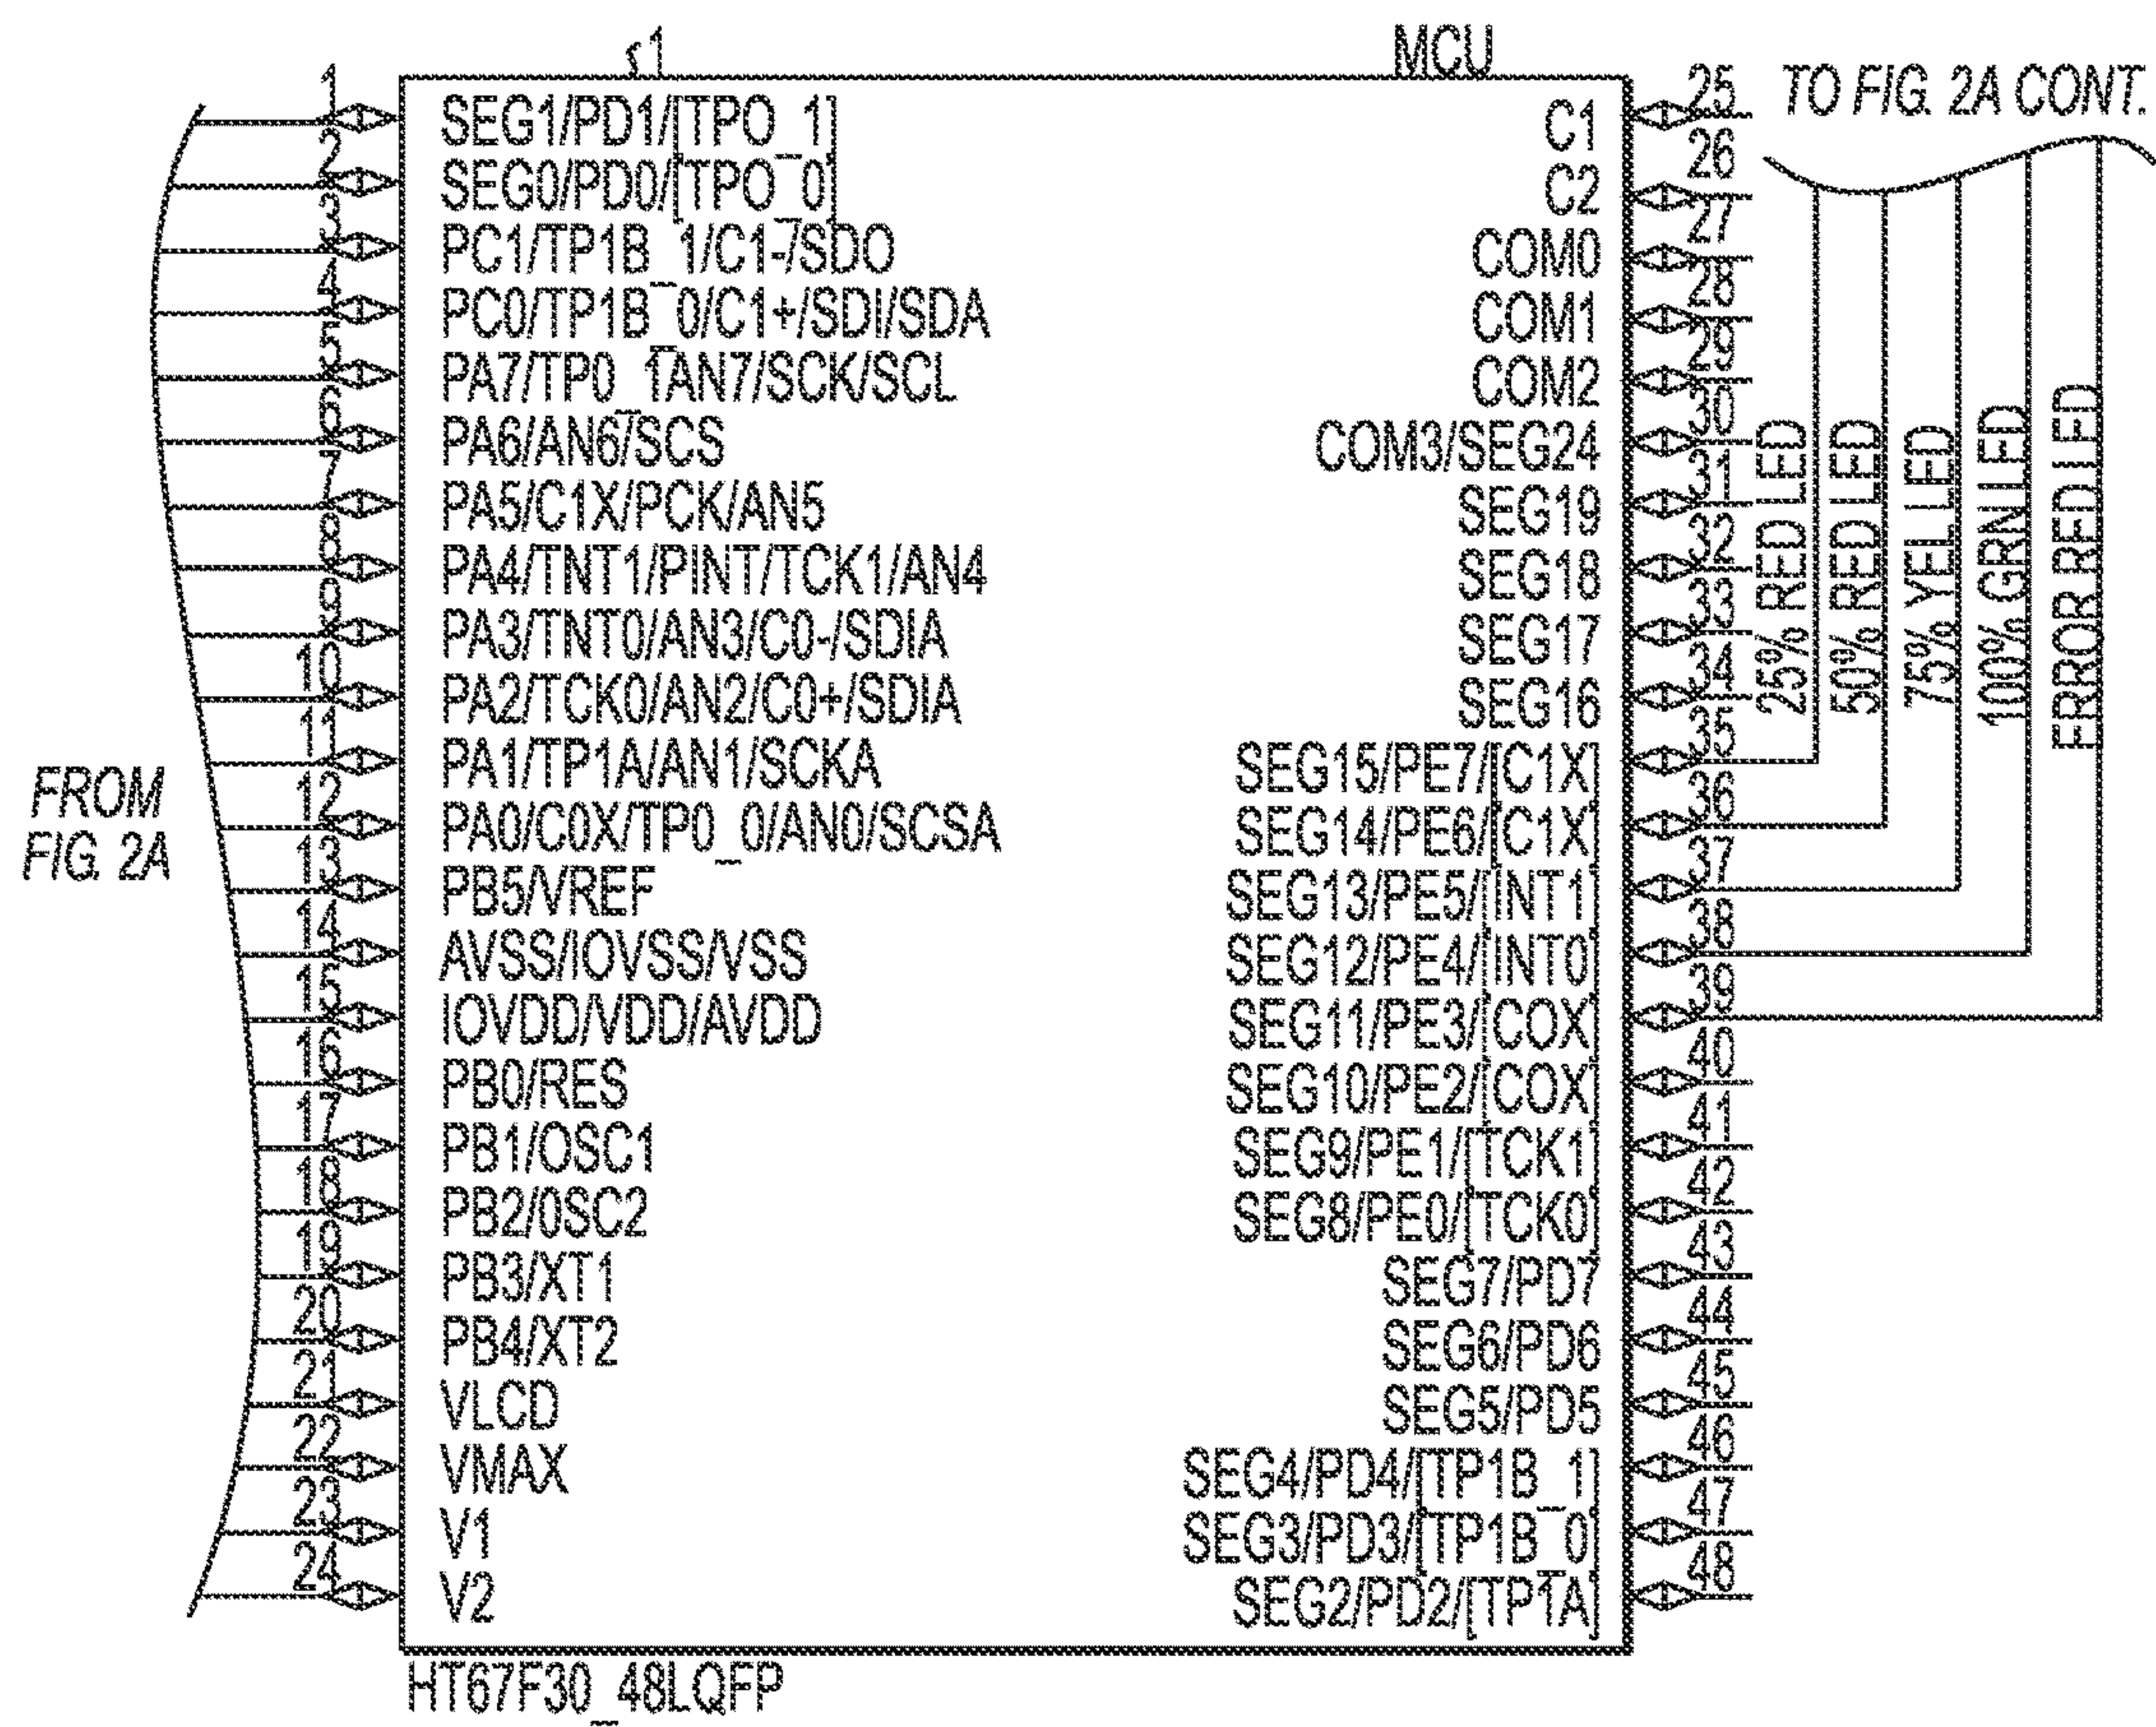 s1
MCU
TO FIG. 2A CONT.
1 SEG1/PD1/[TPO_1]
2 SEG0/PD0/[TPO_0]
3 PC1/TP1B_1/C1-/SDO
4 PC0/TP1B_0/C1+/SDI/SDA
5 PA7/TP0_1AN7/SCK/SCL
6 PA6/AN6/SCS
7 PA5/C1X/PCK/AN5
8 PA4/TNT1/PINT/TCK1/AN4
9 PA3/TNT0/AN3/C0-/SDIA
10 PA2/TCK0/AN2/C0+/SDIA
11 PA1/TP1A/AN1/SCKA
12 PA0/C0X/TP0_0/AN0/SCSA
13 PB5/VREF
14 AVSS/IOVSS/VSS
15 IOVDD/VDD/AVDD
16 PB0/RES
17 PB1/OSC1
18 PB2/0SC2
19 PB3/XT1
20 PB4/XT2
21 VLCD
22 VMAX
23 V1
24 V2
FROM
FIG. 2A
C1 25
C2 26
COM0 27
COM1 28
COM2 29
COM3/SEG24 30
SEG19 31
SEG18 32
SEG17 33
SEG16 34
SEG15/PE7/[C1X] 35
SEG14/PE6/[C1X] 36
SEG13/PE5/[INT1] 37
SEG12/PE4/[INT0] 38
SEG11/PE3/[COX] 39
SEG10/PE2/[COX] 40
SEG9/PE1/[TCK1] 41
SEG8/PE0/[TCK0] 42
SEG7/PD7 43
SEG6/PD6 44
SEG5/PD5 45
SEG4/PD4/[TP1B_1] 46
SEG3/PD3/[TP1B_0] 47
SEG2/PD2/[TP1A] 48
25% RED LED
50% RED LED
75% YEL LED
100% GRN LED
ERROR RED LED
HT67F30_48LQFP